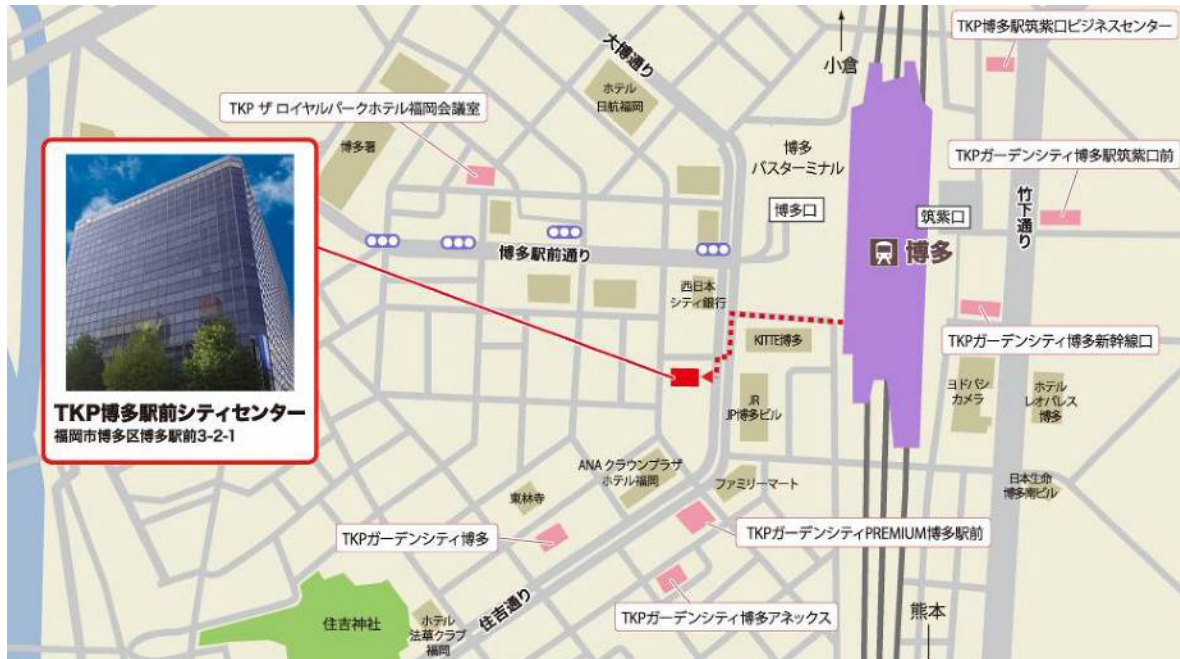 大博通り
小倉
TKP博多駅筑紫口ビジネスセンター
ホテル
日航福岡
TKP ザ ロイヤルパークホテル福岡会議室
博多署
博多
バスターミナル
TKPガーデンシティ博多駅筑紫口前
博多口
筑紫口
竹下通り
博多駅前通り
博多
西日本
シティ銀行
KITTE博多
TKPガーデンシティ博多新幹線口
JR
JP博多ビル
ヨドバシ
カメラ
ホテル
レオパレス
博多
TKP博多駅前シティセンター
福岡市博多区博多駅前3-2-1
ANA クラウンプラザ
ホテル福岡
ファミリーマート
日本生命
博多南ビル
東林寺
TKPガーデンシティ博多
TKPガーデンシティPREMIUM博多駅前
住吉通り
TKPガーデンシティ博多アネックス
住吉神社
ホテル
法華クラブ
福岡
熊本